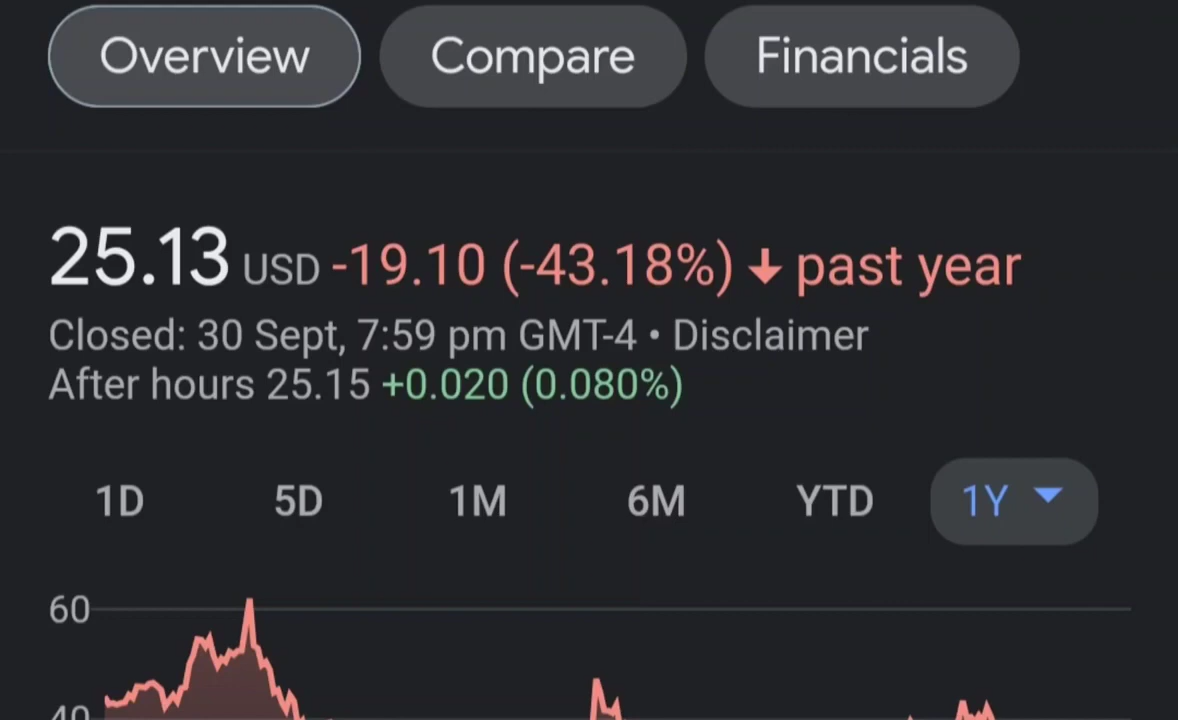 Overview Compare Financials
25.13 USD -19.10 (-43.18%) ↓ past year
Closed: 30 Sept, 7:59 pm GMT-4 • Disclaimer
After hours 25.15 +0.020 (0.080%)
1D 5D 1M 6M YTD 1Y
60
40